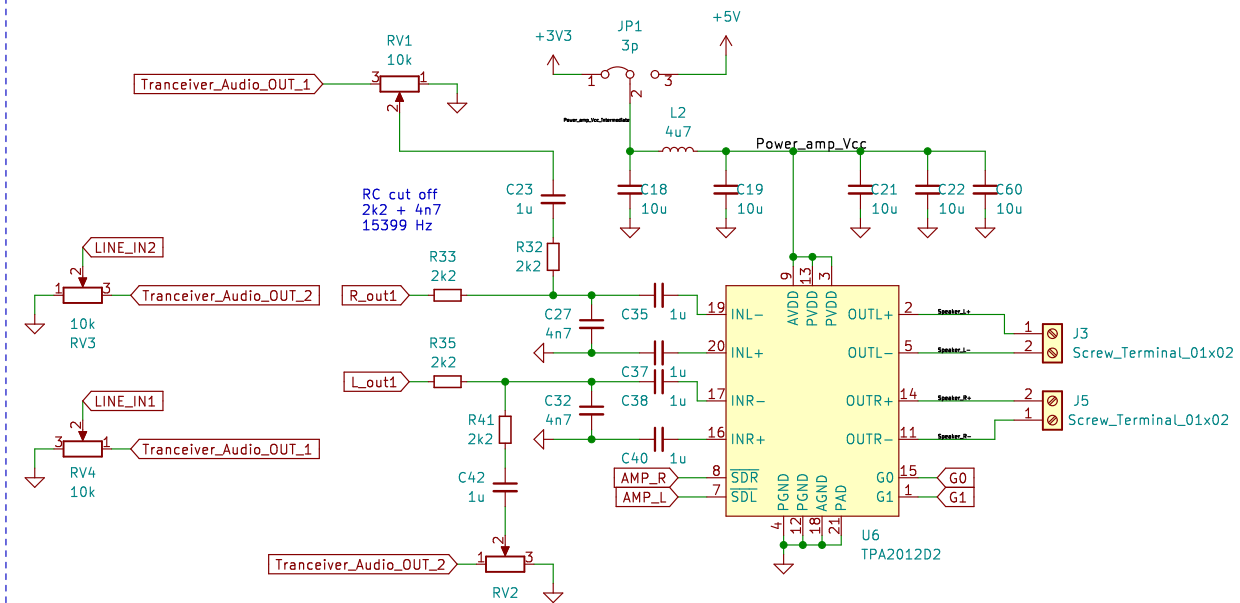 +5V
JP1
3p
+3V3
RV1
10k
Tranceiver_Audio_OUT_1
3
1
2
1
3
2
Power_amp_Vcc_Intermediate
L2
4u7
Power_amp_Vcc
RC cut off
2k2 + 4n7
15399 Hz
C23
1u
C18
10u
C19
10u
C21
10u
C22
10u
C60
10u
LINE_IN2
2
1
3
Tranceiver_Audio_OUT_2
10k
RV3
R33
2k2
R32
2k2
R_out1
C27
4n7
C35
1u
9
13
3
AVDD
PVDD
PVDD
19
INL-
OUTL+
2
Speaker_L+
1
J3
20
INL+
OUTL-
5
Speaker_L-
2
Screw_Terminal_01x02
R35
2k2
C37
1u
L_out1
C32
4n7
C38
1u
17
INR-
OUTR+
14
Speaker_R+
2
J5
1
Screw_Terminal_01x02
16
INR+
OUTR-
11
Speaker_R-
LINE_IN1
2
3
1
Tranceiver_Audio_OUT_1
RV4
10k
R41
2k2
C40
1u
AMP_R
8
SDR
G0
15
G0
AMP_L
7
SDL
G1
1
G1
C42
1u
PGND
PGND
AGND
PAD
4
12
18
21
U6
TPA2012D2
Tranceiver_Audio_OUT_2
1
2
3
RV2